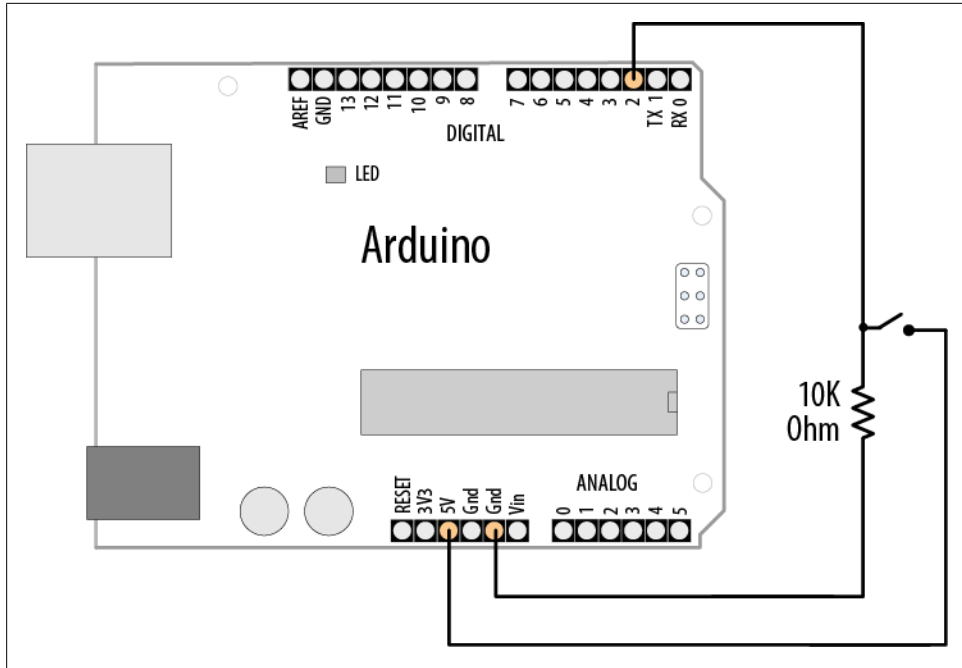 AREF
GND
13
12
11
10
9
8
7
6
5
4
3
2
TX 1
RX 0
DIGITAL
LED
Arduino
10K
Ohm
RESET
3V3
5V
Gnd
Gnd
Vin
ANALOG
0
1
2
3
4
5